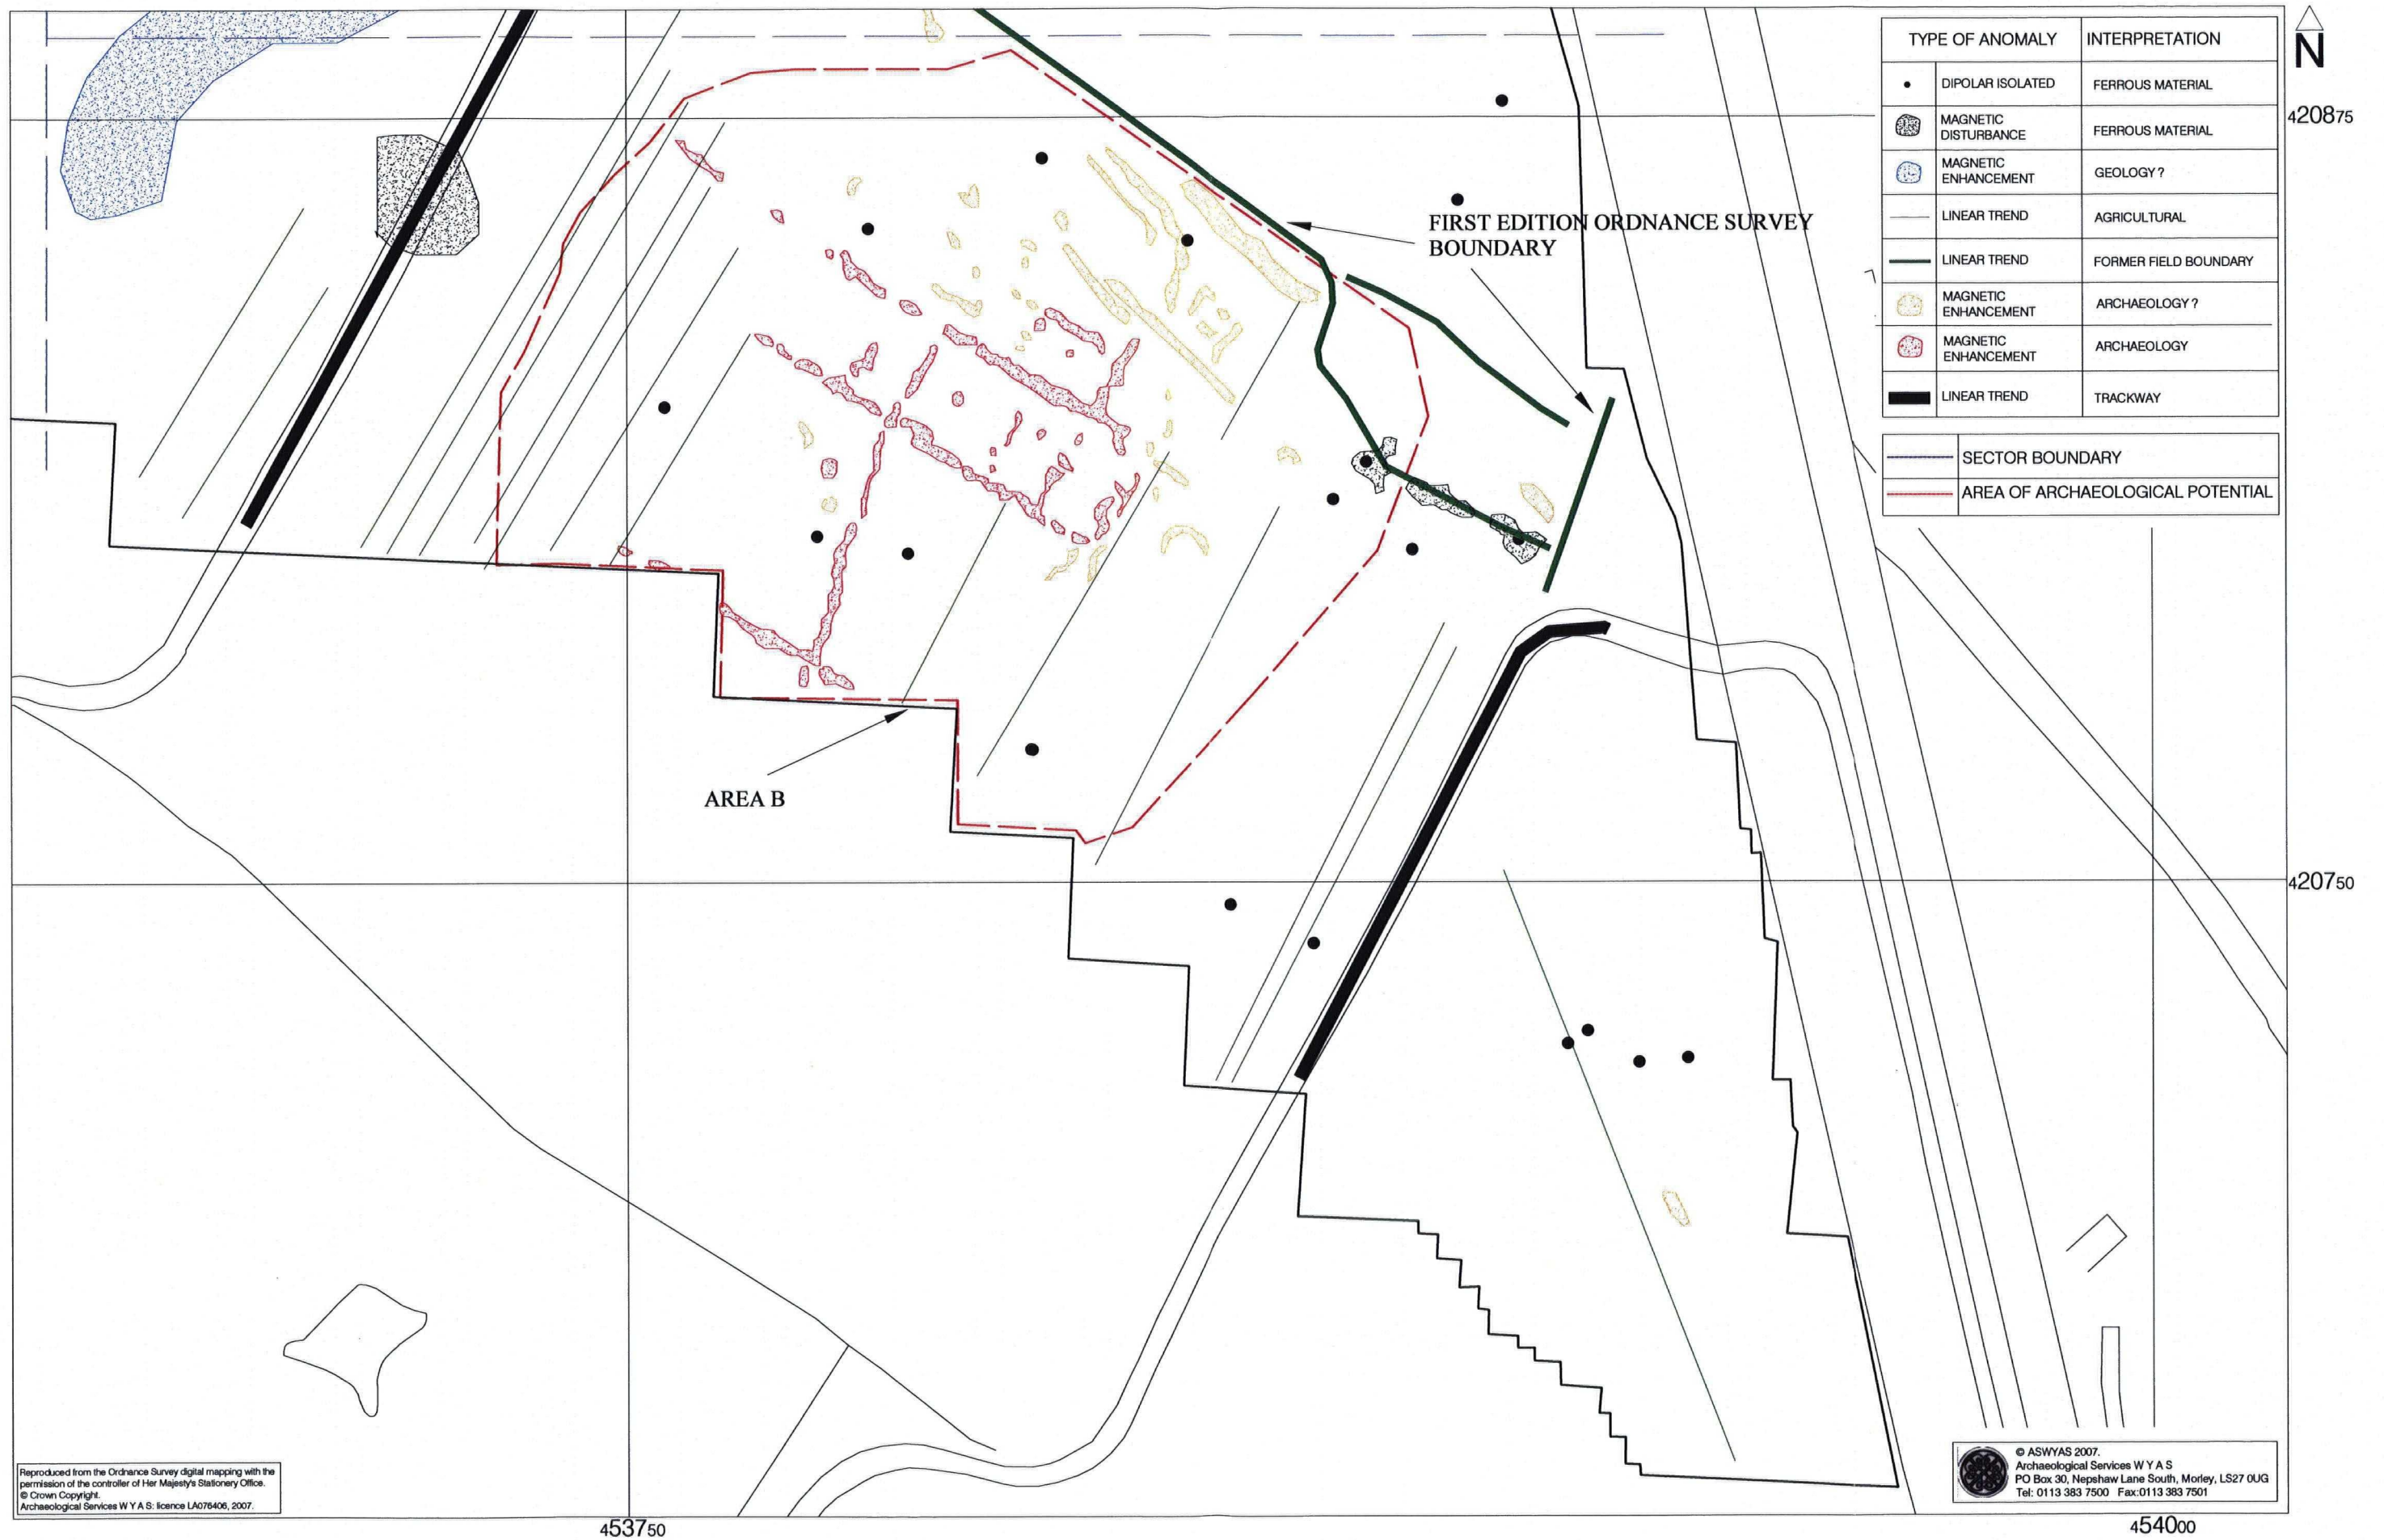 TYPE OF ANOMALY INTERPRETATION
DIPOLAR ISOLATED FERROUS MATERIAL
MAGNETIC
DISTURBANCE FERROUS MATERIAL
MAGNETIC
ENHANCEMENT GEOLOGY ?
LINEAR TREND AGRICULTURAL
LINEAR TREND FORMER FIELD BOUNDARY
MAGNETIC
ENHANCEMENT ARCHAEOLOGY ?
MAGNETIC
ENHANCEMENT ARCHAEOLOGY
LINEAR TREND TRACKWAY
SECTOR BOUNDARY
AREA OF ARCHAEOLOGICAL POTENTIAL
N
420875
FIRST EDITION ORDNANCE SURVEY
BOUNDARY
AREA B
420750
Reproduced from the Ordnance Survey digital mapping with the
permission of the controller of Her Majesty's Stationery Office.
© Crown Copyright.
Archaeological Services W Y A S: licence LA076406, 2007.
© ASWYAS 2007.
Archaeological Services W Y A S
PO Box 30, Nepshaw Lane South, Morley, LS27 0UG
Tel: 0113 383 7500 Fax:0113 383 7501
453750
454000